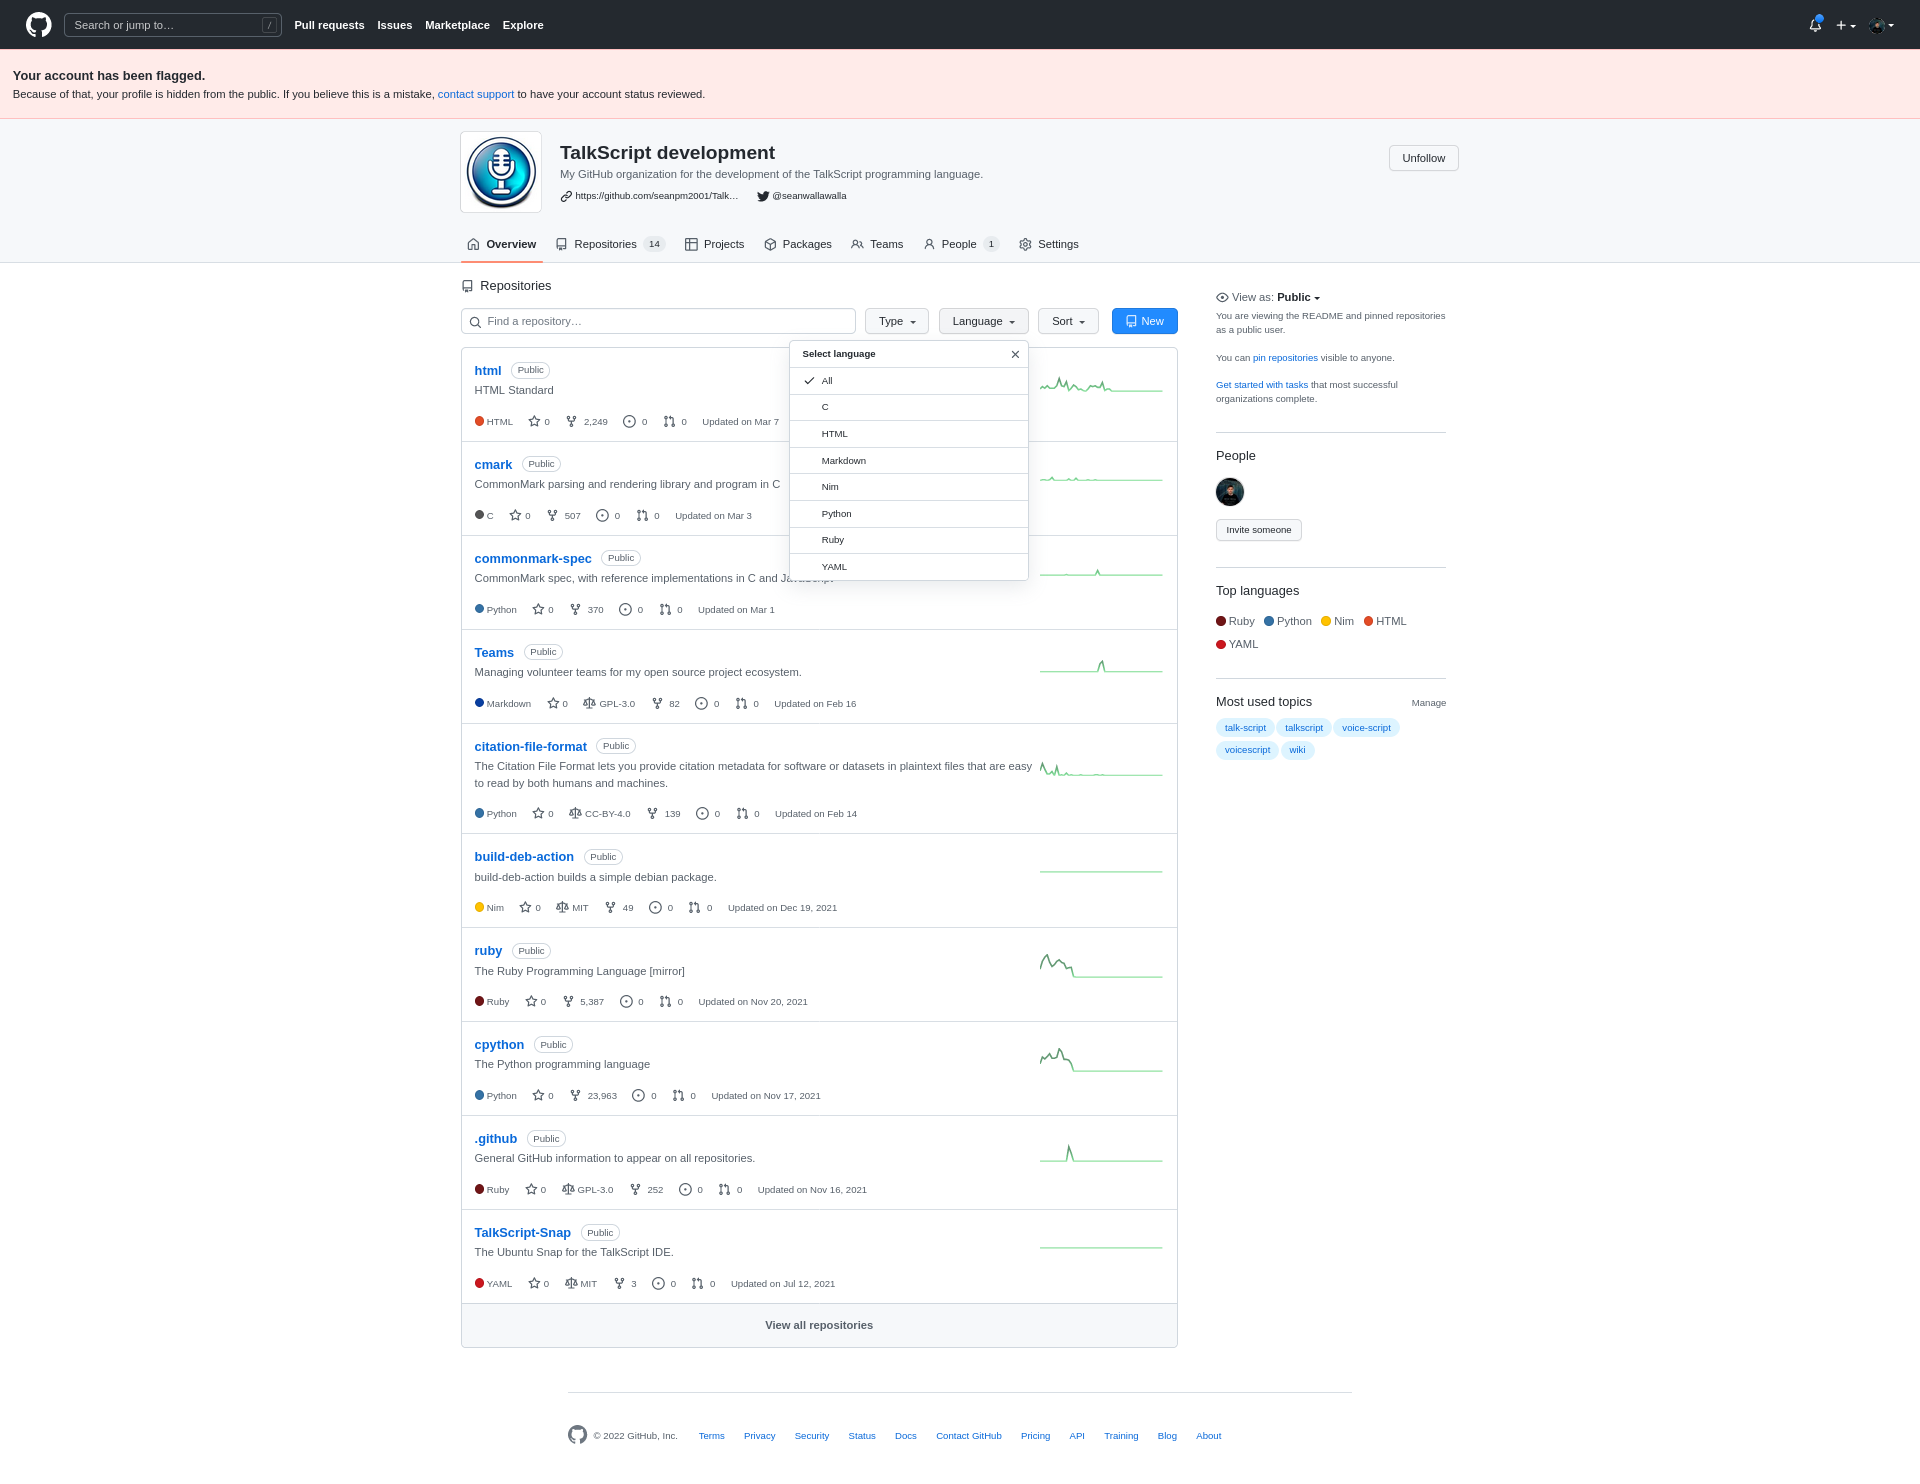 Search or jump to…
/
Pull requests Issues Marketplace Explore
Your account has been flagged.
Because of that, your profile is hidden from the public. If you believe this is a mistake, contact support to have your account status reviewed.
TalkScript development
Unfollow
My GitHub organization for the development of the TalkScript programming language.
https://github.com/seanpm2001/Talk… @seanwallawalla
Overview Repositories 14 Projects Packages Teams People 1 Settings
Repositories
Find a repository…
Type Language Sort New
Select language
All
C
HTML
Markdown
Nim
Python
Ruby
YAML
html Public
HTML Standard
HTML 0 2,249 0 0 Updated on Mar 7
cmark Public
CommonMark parsing and rendering library and program in C
C 0 507 0 0 Updated on Mar 3
commonmark-spec Public
CommonMark spec, with reference implementations in C and JavaScript
Python 0 370 0 0 Updated on Mar 1
Teams Public
Managing volunteer teams for my open source project ecosystem.
Markdown 0 GPL-3.0 82 0 0 Updated on Feb 16
citation-file-format Public
The Citation File Format lets you provide citation metadata for software or datasets in plaintext files that are easy
to read by both humans and machines.
Python 0 CC-BY-4.0 139 0 0 Updated on Feb 14
build-deb-action Public
build-deb-action builds a simple debian package.
Nim 0 MIT 49 0 0 Updated on Dec 19, 2021
ruby Public
The Ruby Programming Language [mirror]
Ruby 0 5,387 0 0 Updated on Nov 20, 2021
cpython Public
The Python programming language
Python 0 23,963 0 0 Updated on Nov 17, 2021
.github Public
General GitHub information to appear on all repositories.
Ruby 0 GPL-3.0 252 0 0 Updated on Nov 16, 2021
TalkScript-Snap Public
The Ubuntu Snap for the TalkScript IDE.
YAML 0 MIT 3 0 0 Updated on Jul 12, 2021
View all repositories
View as: Public
You are viewing the README and pinned repositories
as a public user.
You can pin repositories visible to anyone.
Get started with tasks that most successful
organizations complete.
People
Invite someone
Top languages
Ruby Python Nim HTML
YAML
Most used topics
Manage
talk-script talkscript voice-script
voicescript wiki
© 2022 GitHub, Inc. Terms Privacy Security Status Docs Contact GitHub Pricing API Training Blog About